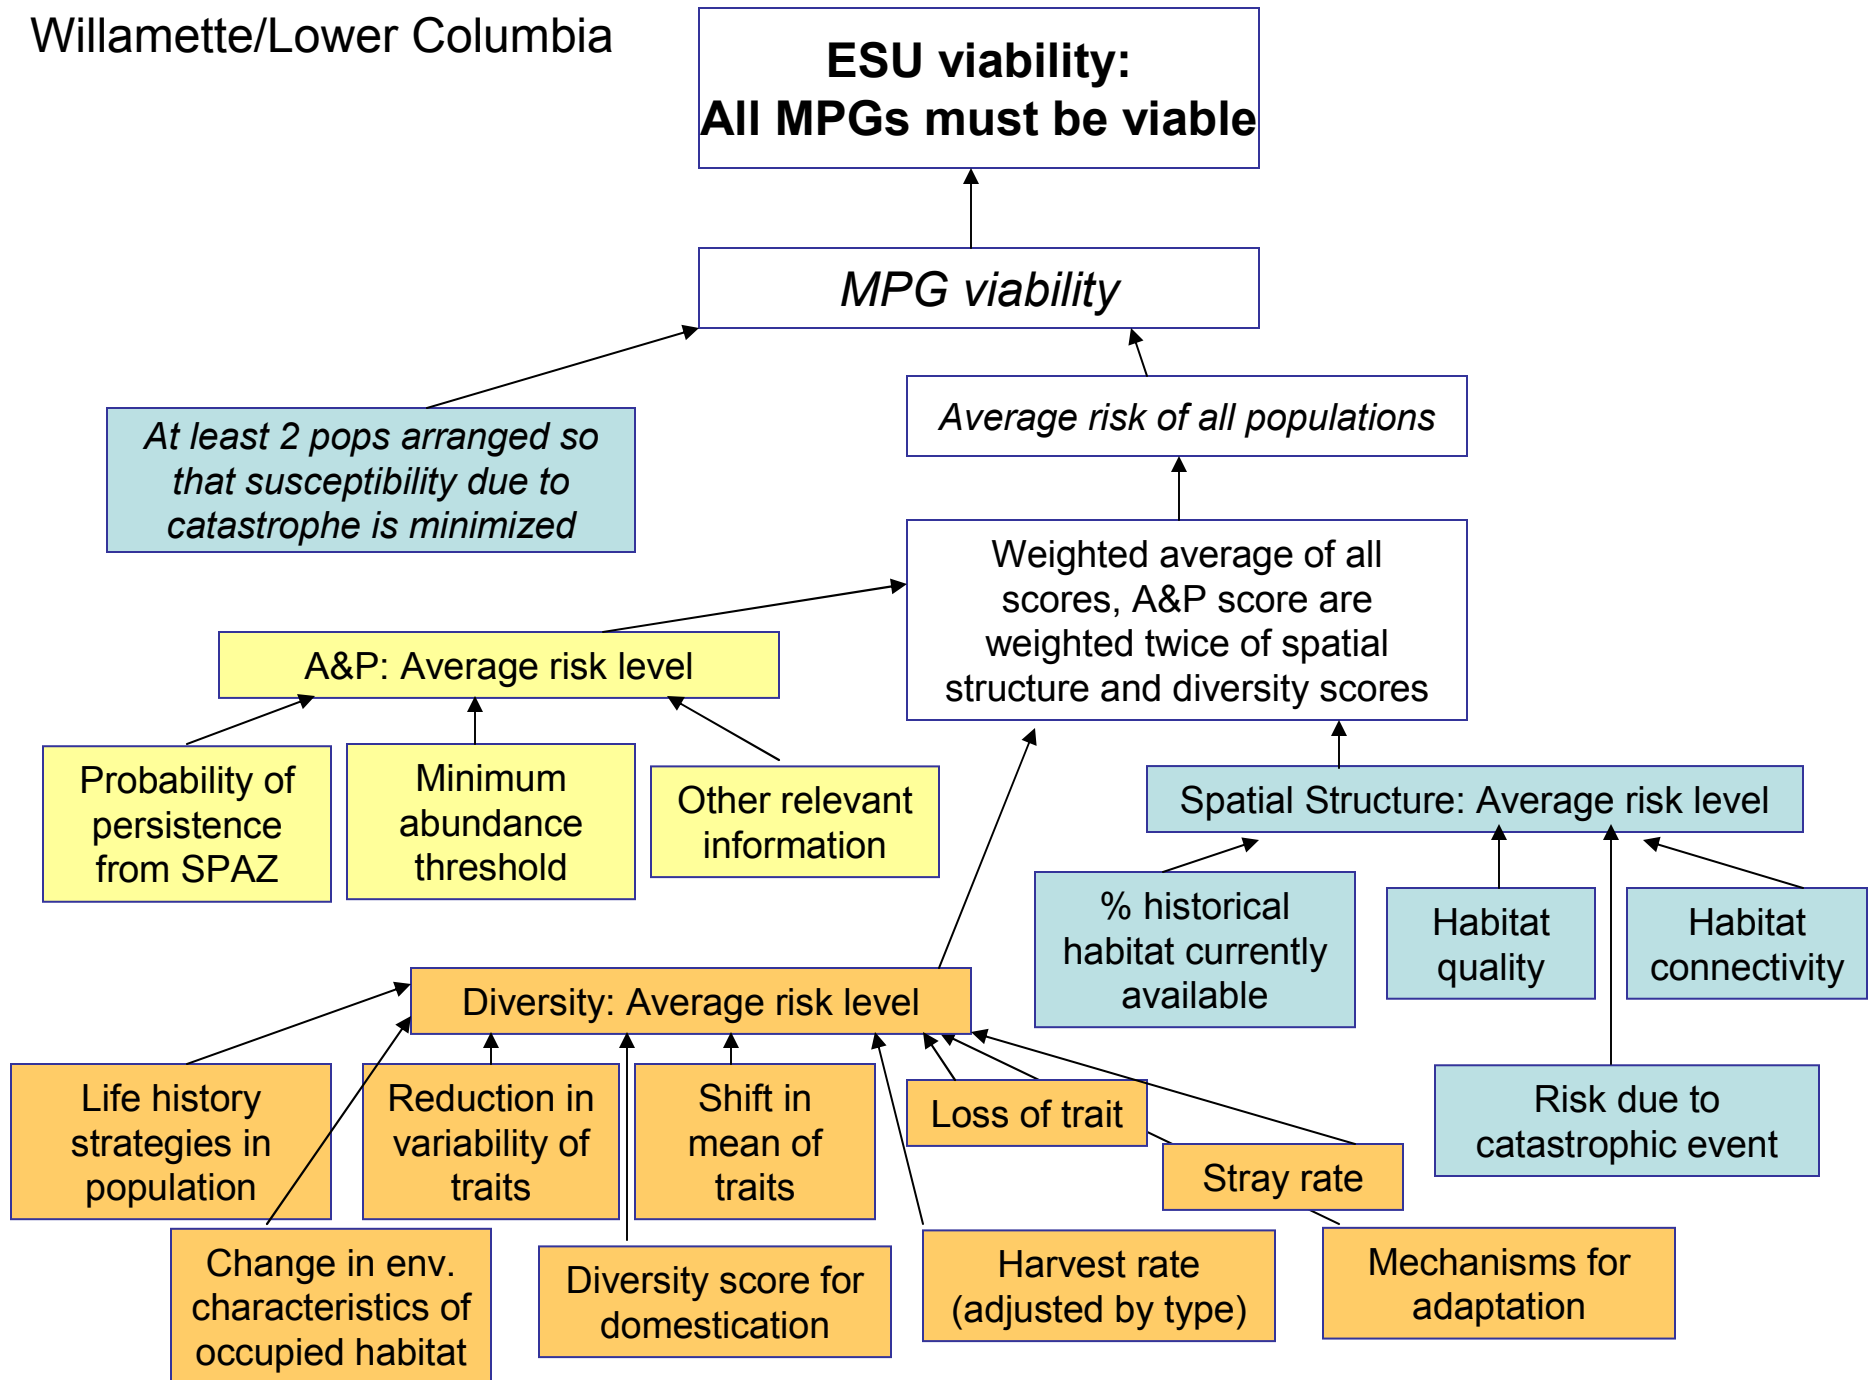 Willamette/Lower Columbia
ESU viability:
All MPGs must be viable
MPG viability
At least 2 pops arranged so
that susceptibility due to
catastrophe is minimized
Average risk of all populations
Weighted average of all
scores, A&P score are
weighted twice of spatial
structure and diversity scores
A&P: Average risk level
Probability of
persistence
from SPAZ
Minimum
abundance
threshold
Other relevant
information
Spatial Structure: Average risk level
% historical
habitat currently
available
Habitat
quality
Habitat
connectivity
Risk due to
catastrophic event
Diversity: Average risk level
Life history
strategies in
population
Reduction in
variability of
traits
Shift in
mean of
traits
Loss of trait
Stray rate
Change in env.
characteristics of
occupied habitat
Diversity score for
domestication
Harvest rate
(adjusted by type)
Mechanisms for
adaptation